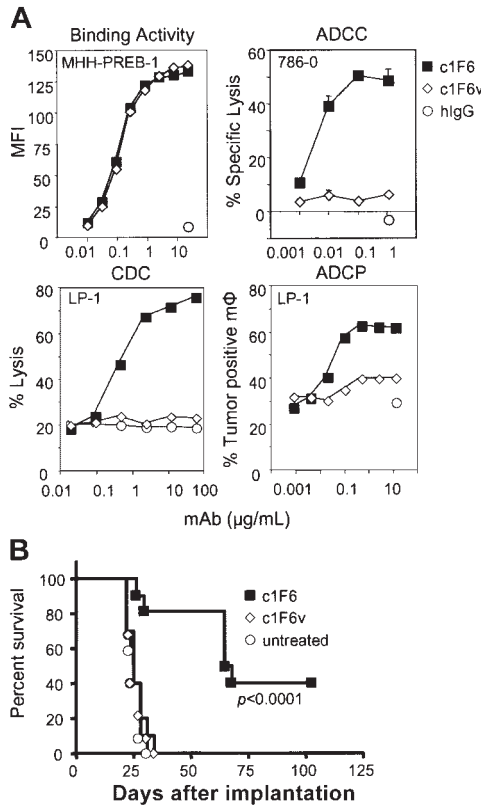 A
Binding Activity
MHH-PREB-1
MFI
150
125
100
75
50
25
0
0.01 0.1 1 10
ADCC
786-0
% Specific Lysis
60
40
20
0
0.001 0.01 0.1 1
c1F6
c1F6v
hIgG
CDC
LP-1
% Lysis
80
60
40
20
0
0.01 0.1 1 10 100
ADCP
LP-1
% Tumor positive mΦ
80
60
40
20
0
0.001 0.1 10
mAb (µg/mL)
B
Percent survival
100
80
60
40
20
0
0 25 50 75 100 125
c1F6
c1F6v
untreated
p<0.0001
Days after implantation